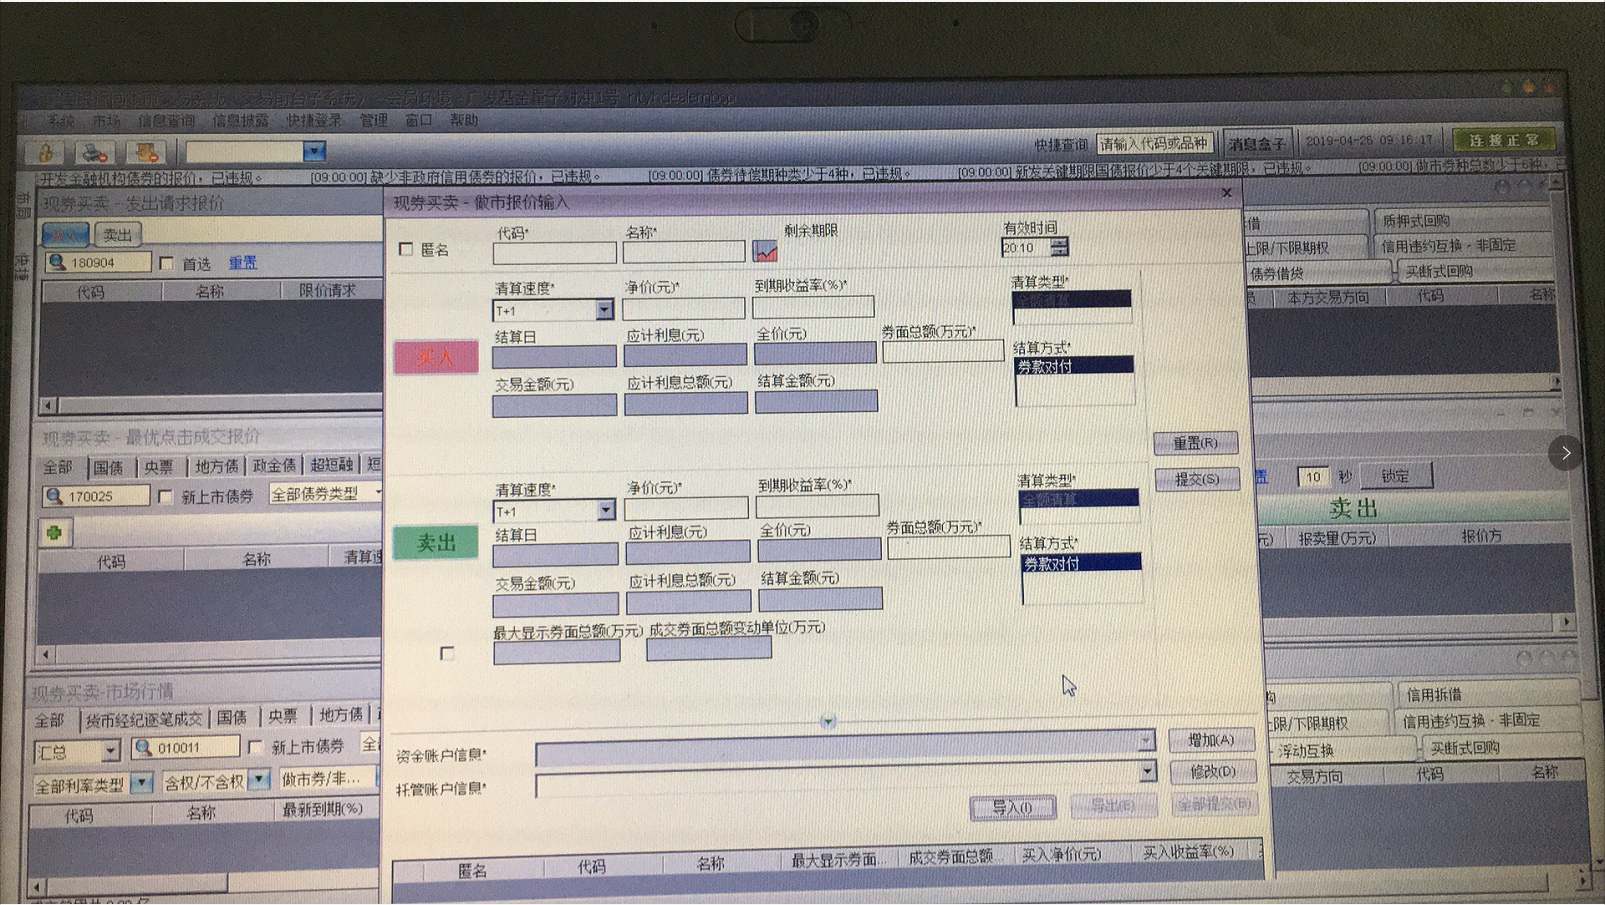 系统 市场 信息查询 信息披露 快捷登录 管理 窗口 帮助
快捷查询 请输入代码或品种 消息盒子 2019-04-26 09:16:17 连接正常
开发金融机构债券的报价，已违规。 [09:00:00] 缺少非政府信用债券的报价，已违规。 [09:00:00] 债券待偿期种类少于4种，已违规。 [09:00:00] 新发关键期限国债报价少于4个关键期限，已违规。 [09:00:00] 做市券种总数少于6种，已
现券买卖 - 发出请求报价
买入 卖出
180904 首选 重置
代码 名称 限价请求
现券买卖 - 最优点击成交报价
全部 国债 央票 地方债 政金债 超短融 短
170025 新上市债券 全部债券类型
代码 名称 清算速
现券买卖-市场行情
全部 货币经纪逐笔成交 国债 央票 地方债
汇总 010011 新上市债券 全
全部利率类型 含权/不含权 做市券/非...
代码 名称 最新到期(%)
现券买卖 - 做市报价输入
匿名 代码* 名称* 剩余期限 有效时间
20:10
清算速度* 净价(元)* 到期收益率(%)* 清算类型*
T+1 全额清算
买入
结算日 应计利息(元) 全价(元) 券面总额(万元)* 结算方式*
券款对付
交易金额(元) 应计利息总额(元) 结算金额(元)
重置(R)
提交(S)
清算速度* 净价(元)* 到期收益率(%)* 清算类型*
T+1 全额清算
卖出
结算日 应计利息(元) 全价(元) 券面总额(万元)* 结算方式*
券款对付
交易金额(元) 应计利息总额(元) 结算金额(元)
最大显示券面总额(万元) 成交券面总额变动单位(万元)
资金账户信息* 增加(A)
托管账户信息* 修改(D)
导入(I) 导出(E) 全部提交(B)
匿名 代码 名称 最大显示券面... 成交券面总额... 买入净价(元) 买入收益率(%)
借 质押式回购
上限/下限期权 信用违约互换 - 非固定
债券借贷 买断式回购
本方交易方向 代码 名称
置 10 秒 锁定
卖出
元) 报卖量(万元) 报价方
购 信用拆借
上限/下限期权 信用违约互换 - 非固定
浮动互换 买断式回购
交易方向 代码 名称